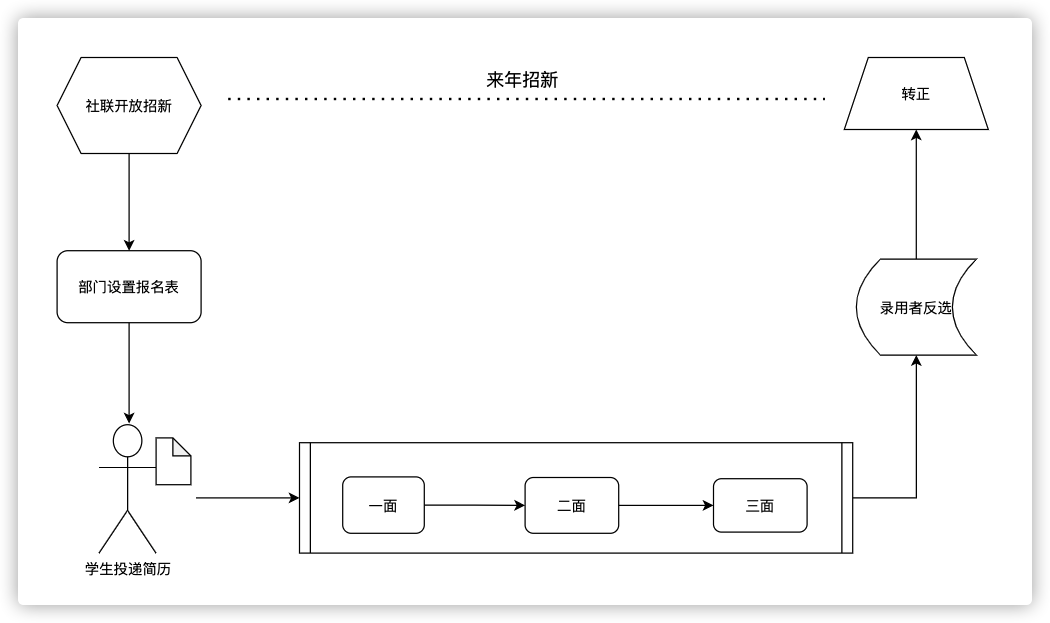 社联开放招新
来年招新
转正
部门设置报名表
录用者反选
一面
二面
三面
学生投递简历